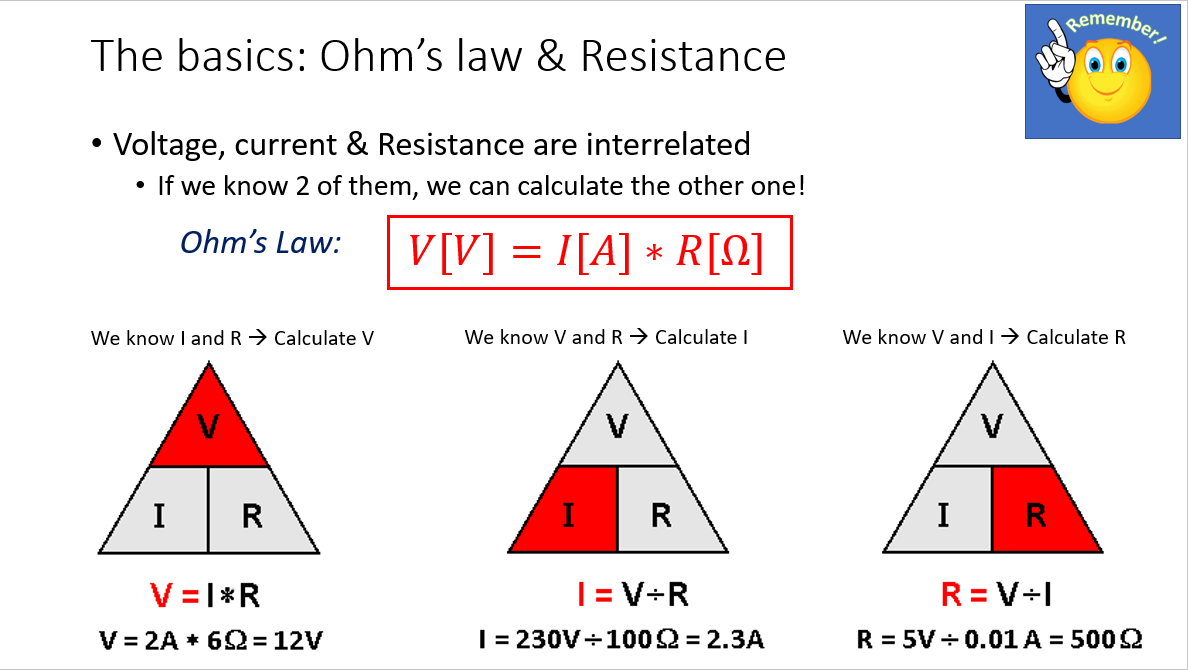 The basics: Ohm’s law & Resistance
Remember!
• Voltage, current & Resistance are interrelated
• If we know 2 of them, we can calculate the other one!
Ohm’s Law:
V[V] = I[A] ∗ R[Ω]
We know I and R → Calculate V
We know V and R → Calculate I
We know V and I → Calculate R
V
I R
V
I R
V
I R
V = I*R
I = V÷R
R = V÷I
V = 2A * 6Ω = 12V
I = 230V ÷ 100Ω = 2.3A
R = 5V ÷ 0.01A = 500Ω